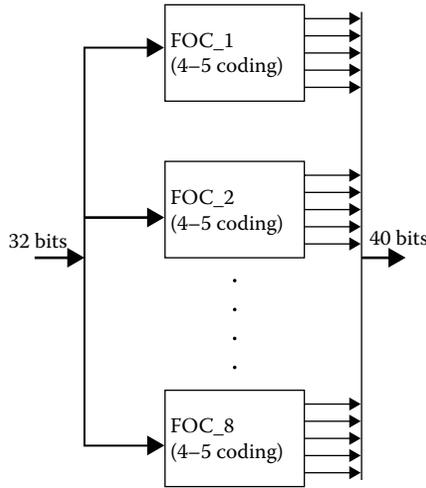 FOC_1
(4–5 coding)
FOC_2
(4–5 coding)
32 bits
40 bits
FOC_8
(4–5 coding)